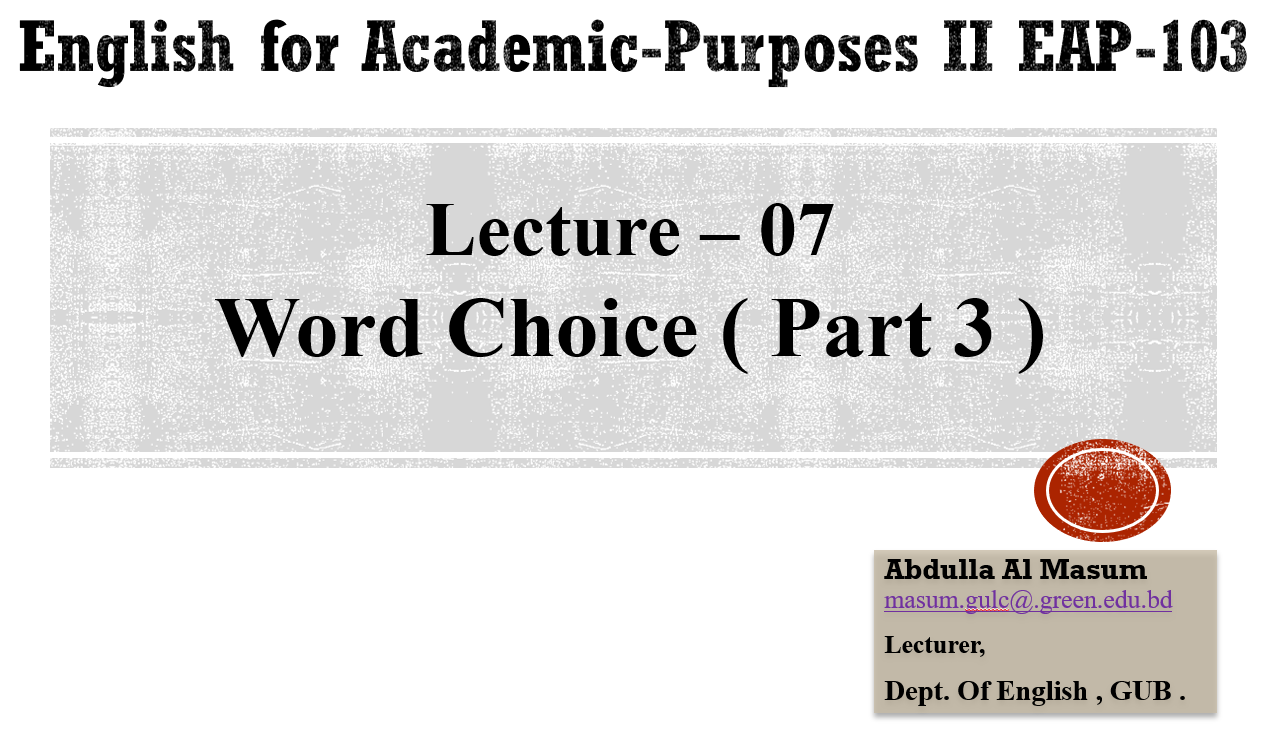 English for Academic-Purposes II EAP-103
Lecture – 07
Word Choice ( Part 3 )
Abdulla Al Masum
masum.gulc@.green.edu.bd
Lecturer,
Dept. Of English , GUB .